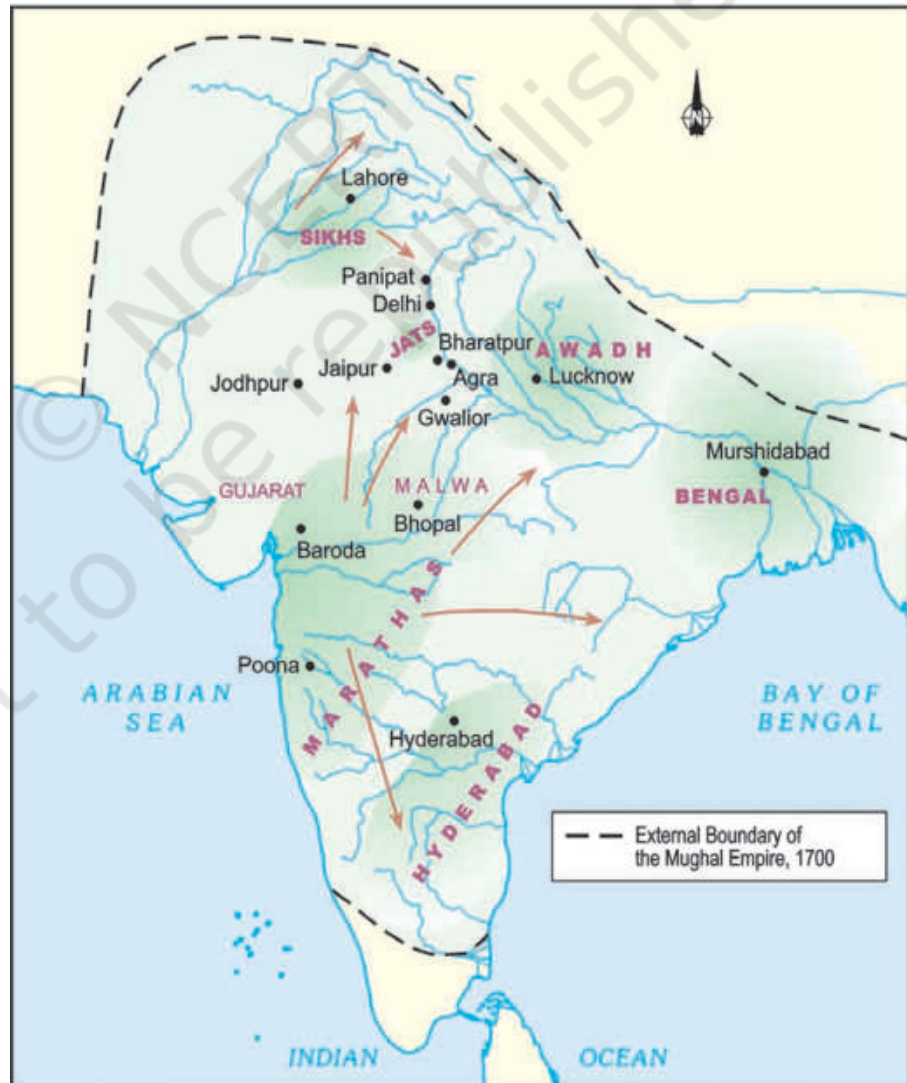 © NCERT
not to be republished
N
Lahore
SIKHS
Panipat
Delhi
JATS
Bharatpur
AWADH
Jaipur
Agra
Lucknow
Jodhpur
Gwalior
Murshidabad
GUJARAT
MALWA
BENGAL
Bhopal
Baroda
MARATHAS
Poona
ARABIAN
SEA
BAY OF
BENGAL
Hyderabad
HYDERABAD
External Boundary of
the Mughal Empire, 1700
INDIAN
OCEAN